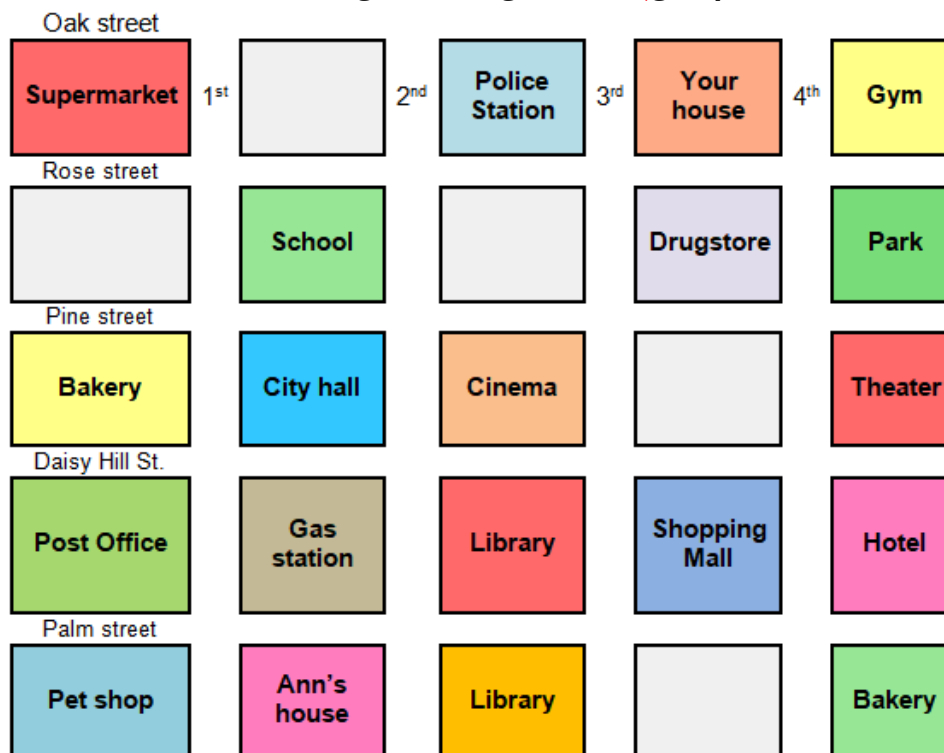 Oak street
Supermarket 1st 2nd Police Station 3rd Your house 4th Gym
Rose street
School Drugstore Park
Pine street
Bakery City hall Cinema Theater
Daisy Hill St.
Post Office Gas station Library Shopping Mall Hotel
Palm street
Pet shop Ann's house Library Bakery